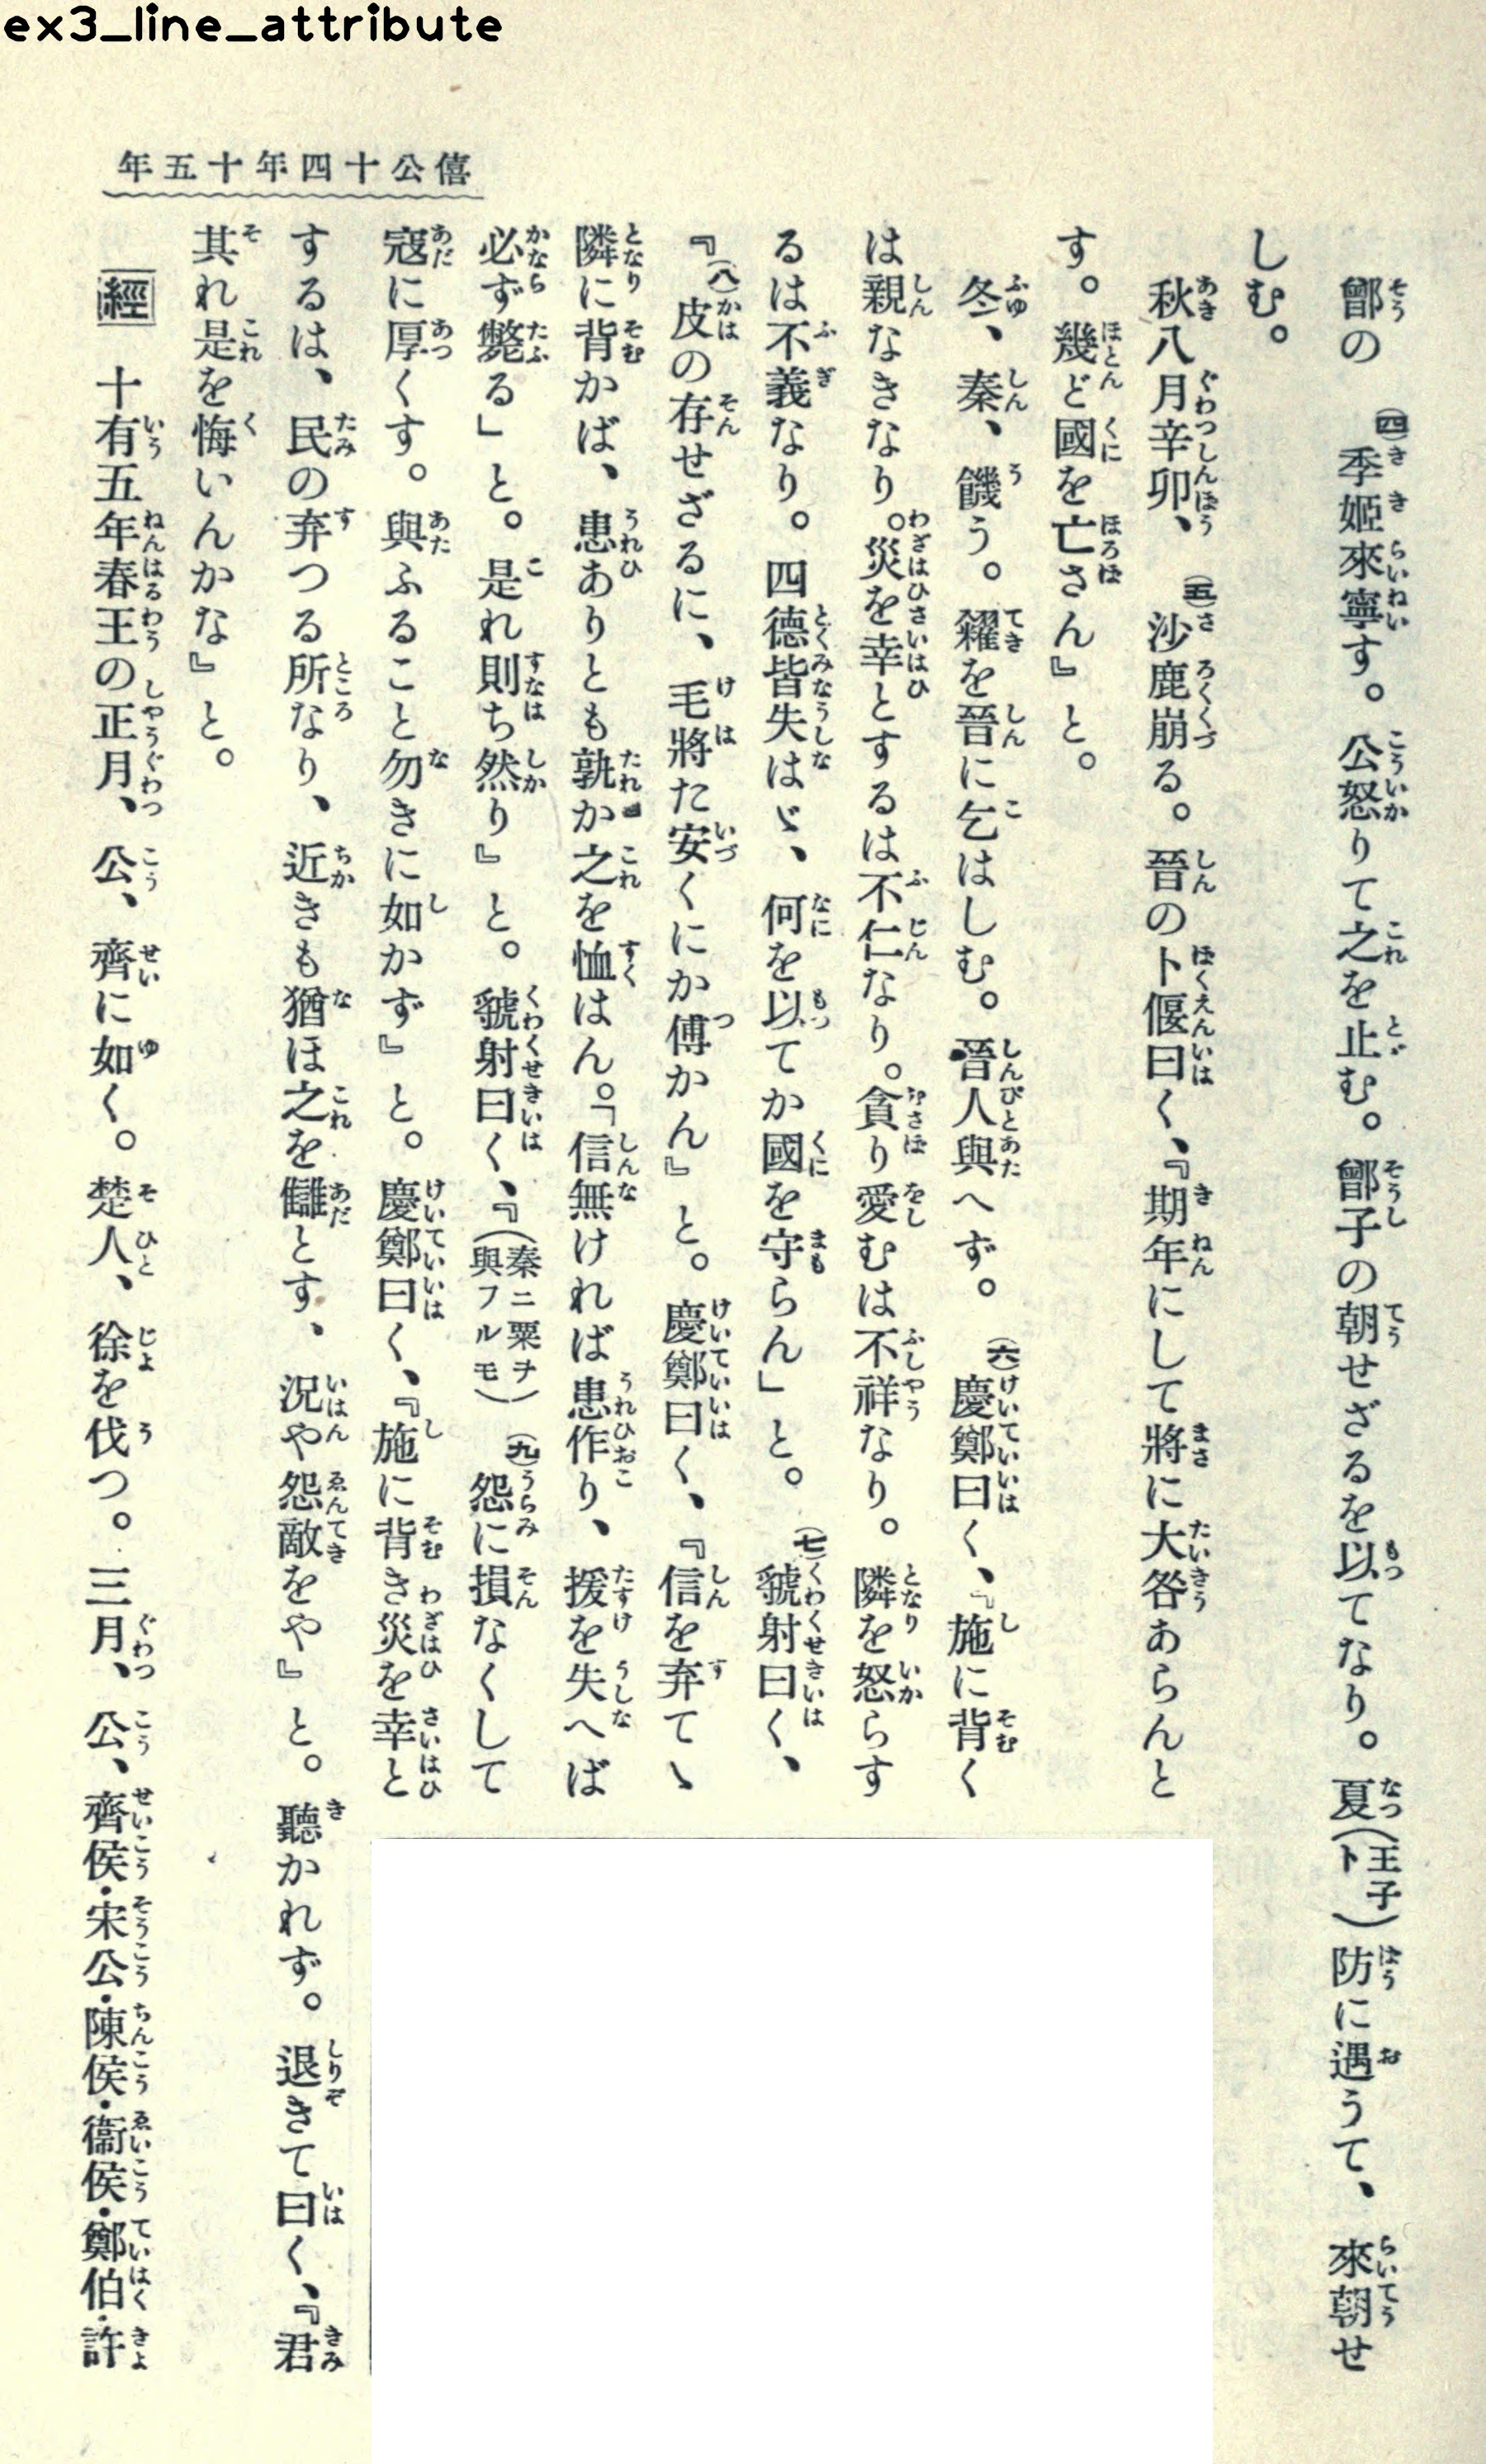 ex3_line_attribute
僖公十四年十五年
鄫の㈣季姬來寧す。公怒りて之を止む。鄫子の朝せざるを以てなり。夏(王子ト)防に遇うて、來朝せ
しむ。
秋八月辛卯、㈤沙鹿崩る。晉の卜偃曰く、『期年にして將に大咎あらんと
す。幾ど國を亡さん』と。
冬、秦、饑う。糴を晉に乞はしむ。晉人與へず。㈥慶鄭曰く、『施に背く
は親なきなり。災を幸とするは不仁なり。貪り愛むは不祥なり。隣を怒らす
るは不義なり。四德皆失はゞ、何を以てか國を守らん」と。㈦虢射曰く、
『㈧皮の存せざるに、毛將た安くにか傅かん』と。慶鄭曰く、『信を弃てゝ
隣に背かば、患ありとも孰か之を恤はん。「信無ければ患作り、援を失へば
必ず斃る」と。是れ則ち然り』と。虢射曰く、『(秦ニ粟ヲ與フルモ)㈨怨に損なくして
寇に厚くす。與ふること勿きに如かず』と。慶鄭曰く、『施に背き災を幸と
するは、民の弃つる所なり、近きも猶ほ之を讎とす、況や怨敵をや』と。聽かれず。退きて曰く、『君
其れ是を悔いんかな』と。
經 十有五年春王の正月、公、齊に如く。楚人、徐を伐つ。三月、公、齊侯・宋公・陳侯・衞侯・鄭伯・許